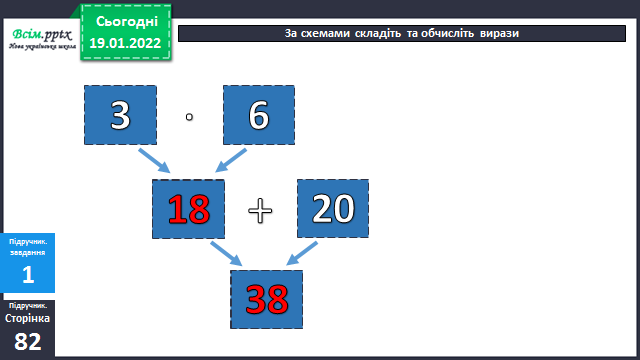 Всім.pptx
Нова українська школа
Сьогодні
19.01.2022
За схемами складіть та обчисліть вирази
3 · 6
18 + 20
38
Підручник.
завдання
1
Підручник.
Сторінка
82